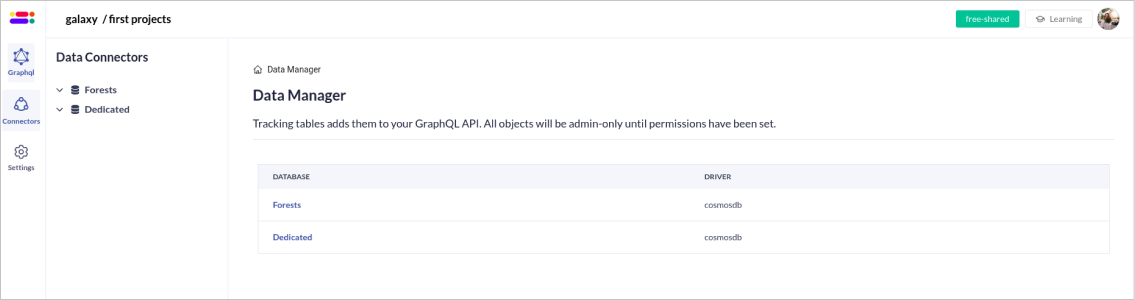 galaxy / first projects
free-shared
Learning
Graphql
Connectors
Settings
Data Connectors
Forests
Dedicated
Data Manager
Data Manager
Tracking tables adds them to your GraphQL API. All objects will be admin-only until permissions have been set.
DATABASE DRIVER
Forests cosmosdb
Dedicated cosmosdb